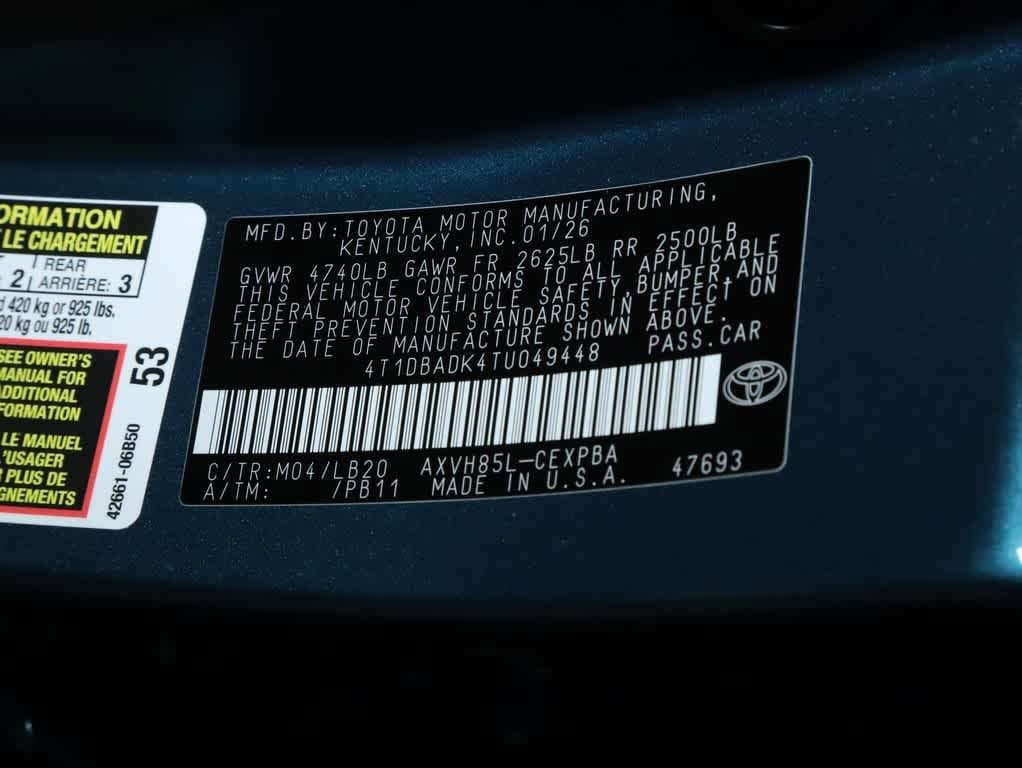 ORMATION
LE CHARGEMENT
2 REAR
ARRIÈRE: 3
420 kg or 925 lbs.
20 kg ou 925 lb.
SEE OWNER'S
MANUAL FOR
ADDITIONAL
FORMATION
LE MANUEL
L'USAGER
PLUS DE
GNEMENTS
53
42661-06B50
MFD.BY:TOYOTA MOTOR MANUFACTURING,
KENTUCKY,INC.01/26
GVWR 4740LB GAWR FR 2625LB RR 2500LB
THIS VEHICLE CONFORMS TO ALL APPLICABLE
FEDERAL MOTOR VEHICLE SAFETY,BUMPER,AND
THEFT PREVENTION STANDARDS IN EFFECT ON
THE DATE OF MANUFACTURE SHOWN ABOVE.
4T1DBADK4TU049448 PASS.CAR
C/TR:M04/LB20 AXVH85L-CEXPBA 47693
A/TM: /PB11 MADE IN U.S.A.